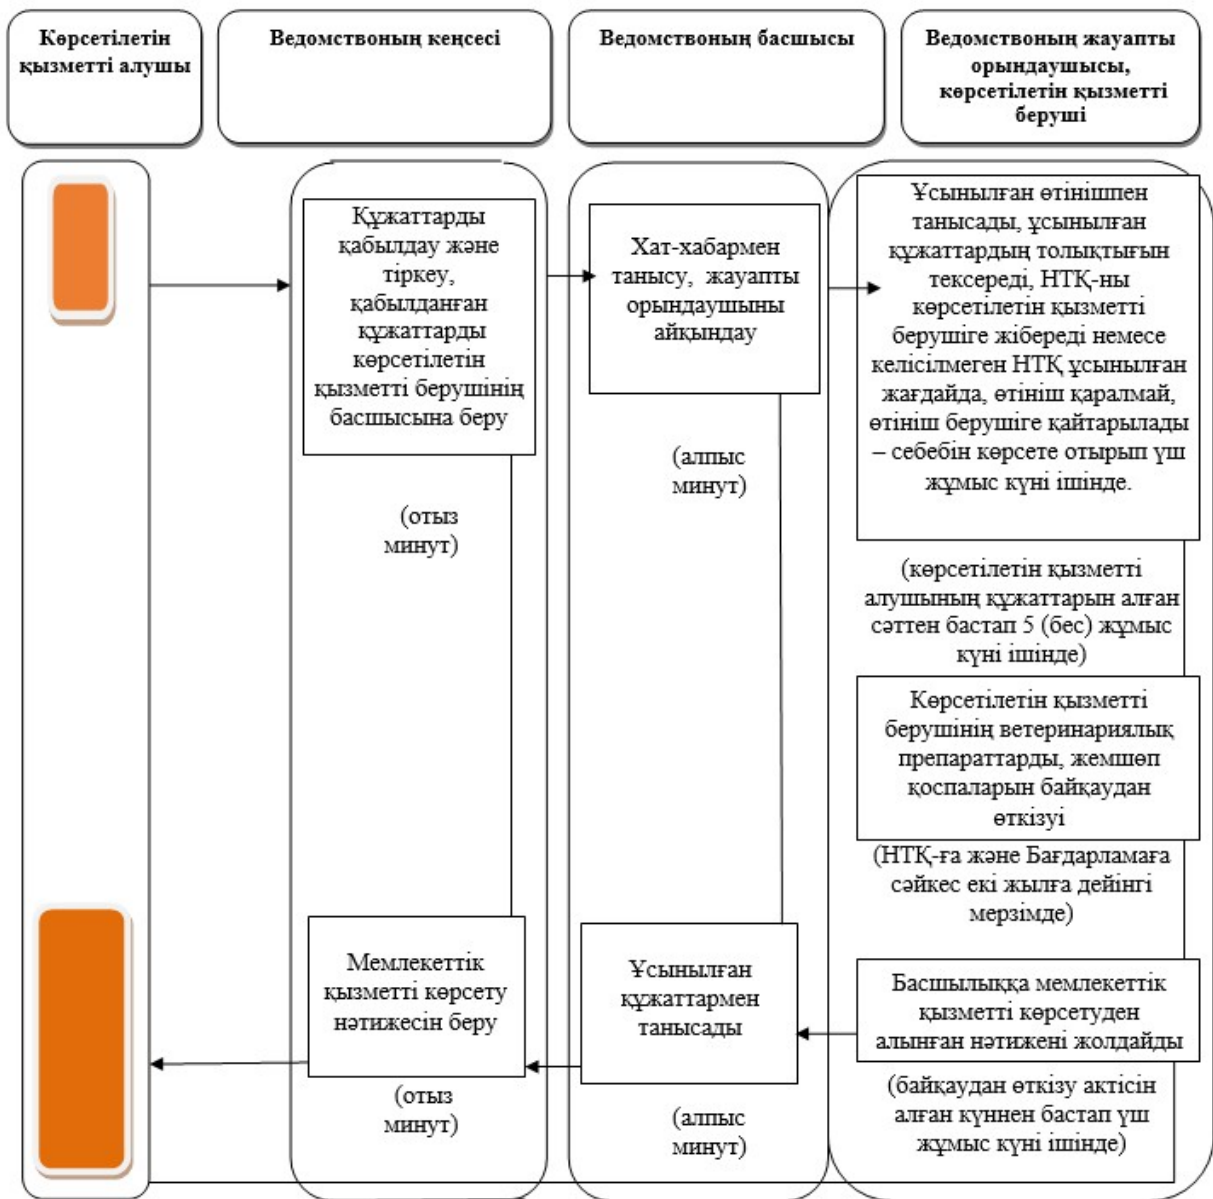 Көрсетілетін
қызметті алушы
Ведомствоның кеңсесі
Ведомствоның басшысы
Ведомствоның жауапты
орындаушысы,
көрсетілетін қызметті
беруші
Құжаттарды
қабылдау және
тіркеу,
қабылданған
құжаттарды
көрсетілетін
қызметті берушінің
басшысына беру
(отыз
минут)
Хат-хабармен
танысу, жауапты
орындаушыны
айқындау
(алпыс
минут)
Ұсынылған өтінішпен
танысады, ұсынылған
құжаттардың толықтығын
тексереді, НТҚ-ны
көрсетілетін қызметті
берушіге жібереді немесе
келісілмеген НТҚ ұсынылған
жағдайда, өтініш қаралмай,
өтініш берушіге қайтарылады
– себебін көрсете отырып үш
жұмыс күні ішінде.
(көрсетілетін қызметті
алушының құжаттарын алған
сәттен бастап 5 (бес) жұмыс
күні ішінде)
Көрсетілетін қызметті
берушінің ветеринариялық
препараттарды, жемшөп
қоспаларын байқаудан
өткізуі
(НТҚ-ға және Бағдарламаға
сәйкес екі жылға дейінгі
мерзімде)
Мемлекеттік
қызметті көрсету
нәтижесін беру
(отыз
минут)
Ұсынылған
құжаттармен
танысады
(алпыс
минут)
Басшылыққа мемлекеттік
қызметті көрсетуден
алынған нәтижені жолдайды
(байқаудан өткізу актісін
алған күннен бастап үш
жұмыс күні ішінде)